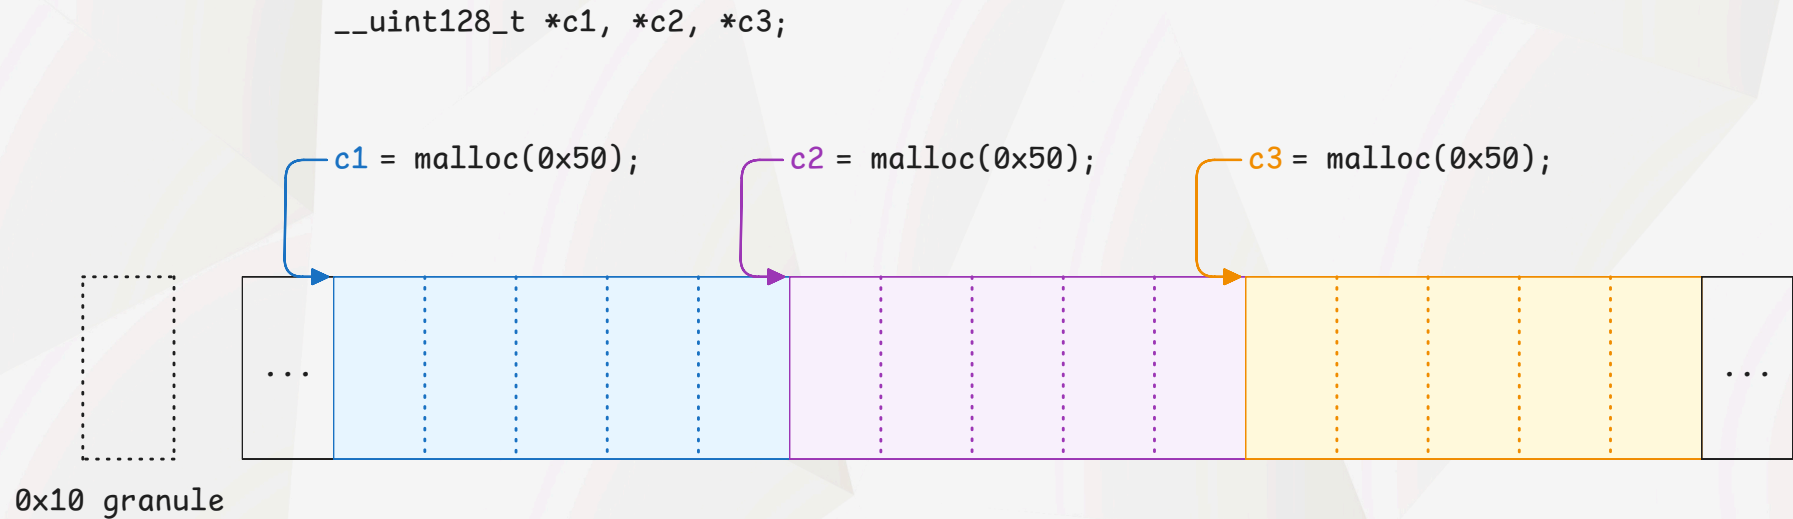 __uint128_t *c1, *c2, *c3;
c1 = malloc(0x50);
c2 = malloc(0x50);
c3 = malloc(0x50);
...
...
0x10 granule